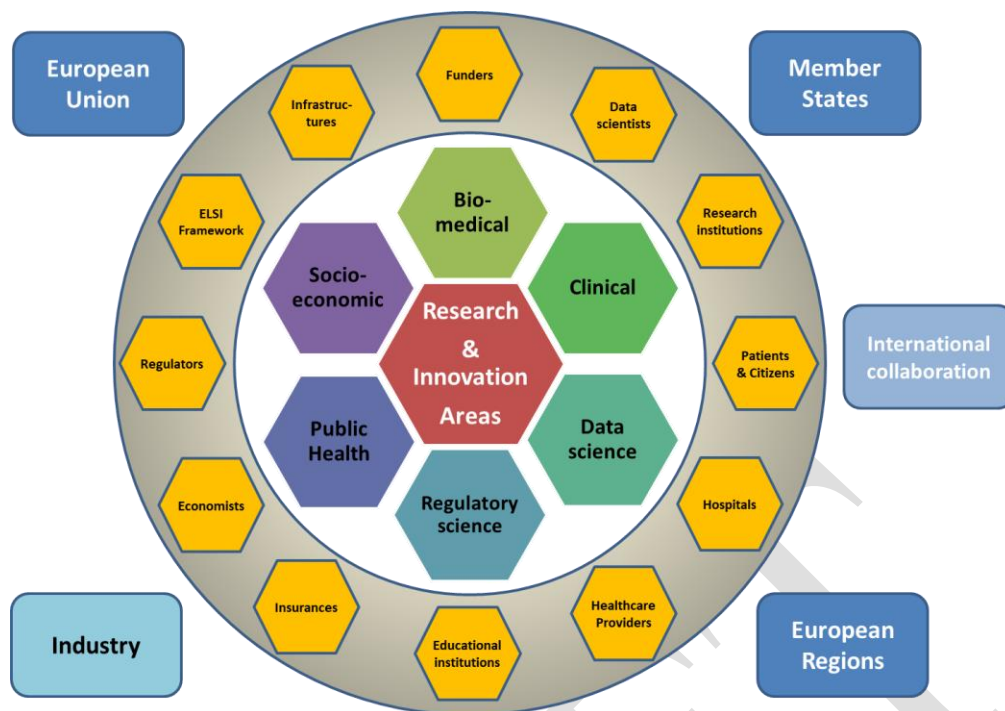 European
Union
Member
States
Funders
Infrastruc-
tures
Data
scientists
ELSI
Framework
Research
institutions
Bio-
medical
Socio-
economic
Clinical
Research
&
Innovation
Areas
Regulators
Patients
& Citizens
International
collaboration
Public
Health
Data
science
Regulatory
science
Economists
Hospitals
Insurances
Healthcare
Providers
Educational
institutions
Industry
European
Regions